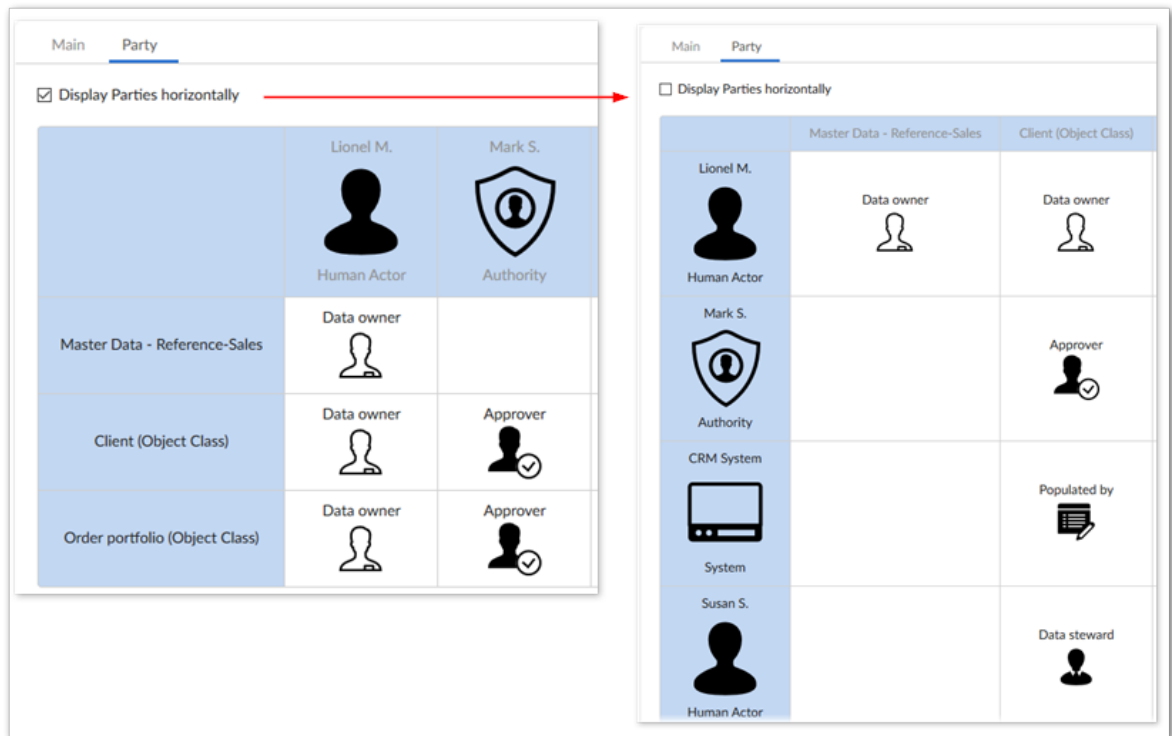 Main Party
Display Parties horizontally
Lionel M. Mark S.
Human Actor Authority
Data owner
Master Data - Reference-Sales
Data owner Approver
Client (Object Class)
Data owner Approver
Order portfolio (Object Class)
Main Party
Display Parties horizontally
Master Data - Reference-Sales Client (Object Class)
Lionel M.
Data owner Data owner
Human Actor
Mark S.
Approver
Authority
CRM System
Populated by
System
Susan S.
Data steward
Human Actor